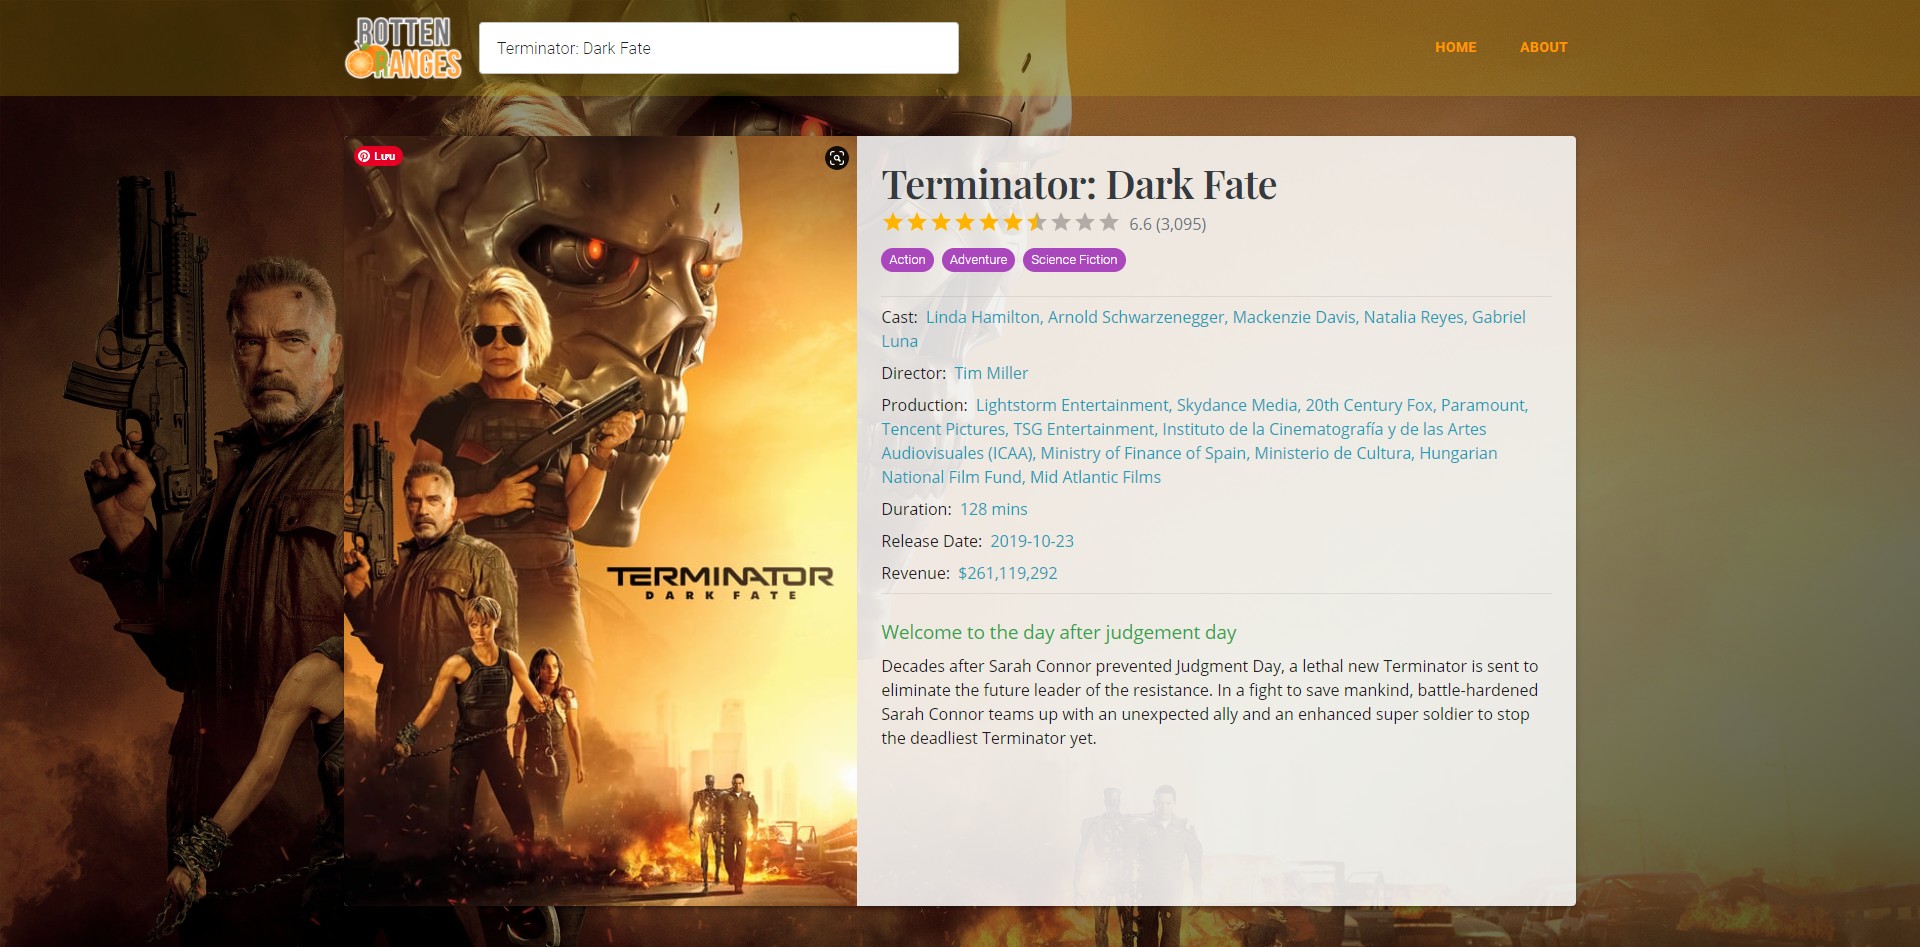 ROTTEN
ORANGES
Terminator: Dark Fate
HOME
ABOUT
Lưu
TERMINATOR
DARK FATE
Terminator: Dark Fate
6.6 (3,095)
Action
Adventure
Science Fiction
Cast: Linda Hamilton, Arnold Schwarzenegger, Mackenzie Davis, Natalia Reyes, Gabriel
Luna
Director: Tim Miller
Production: Lightstorm Entertainment, Skydance Media, 20th Century Fox, Paramount,
Tencent Pictures, TSG Entertainment, Instituto de la Cinematografía y de las Artes
Audiovisuales (ICAA), Ministry of Finance of Spain, Ministerio de Cultura, Hungarian
National Film Fund, Mid Atlantic Films
Duration: 128 mins
Release Date: 2019-10-23
Revenue: $261,119,292
Welcome to the day after judgement day
Decades after Sarah Connor prevented Judgment Day, a lethal new Terminator is sent to
eliminate the future leader of the resistance. In a fight to save mankind, battle-hardened
Sarah Connor teams up with an unexpected ally and an enhanced super soldier to stop
the deadliest Terminator yet.